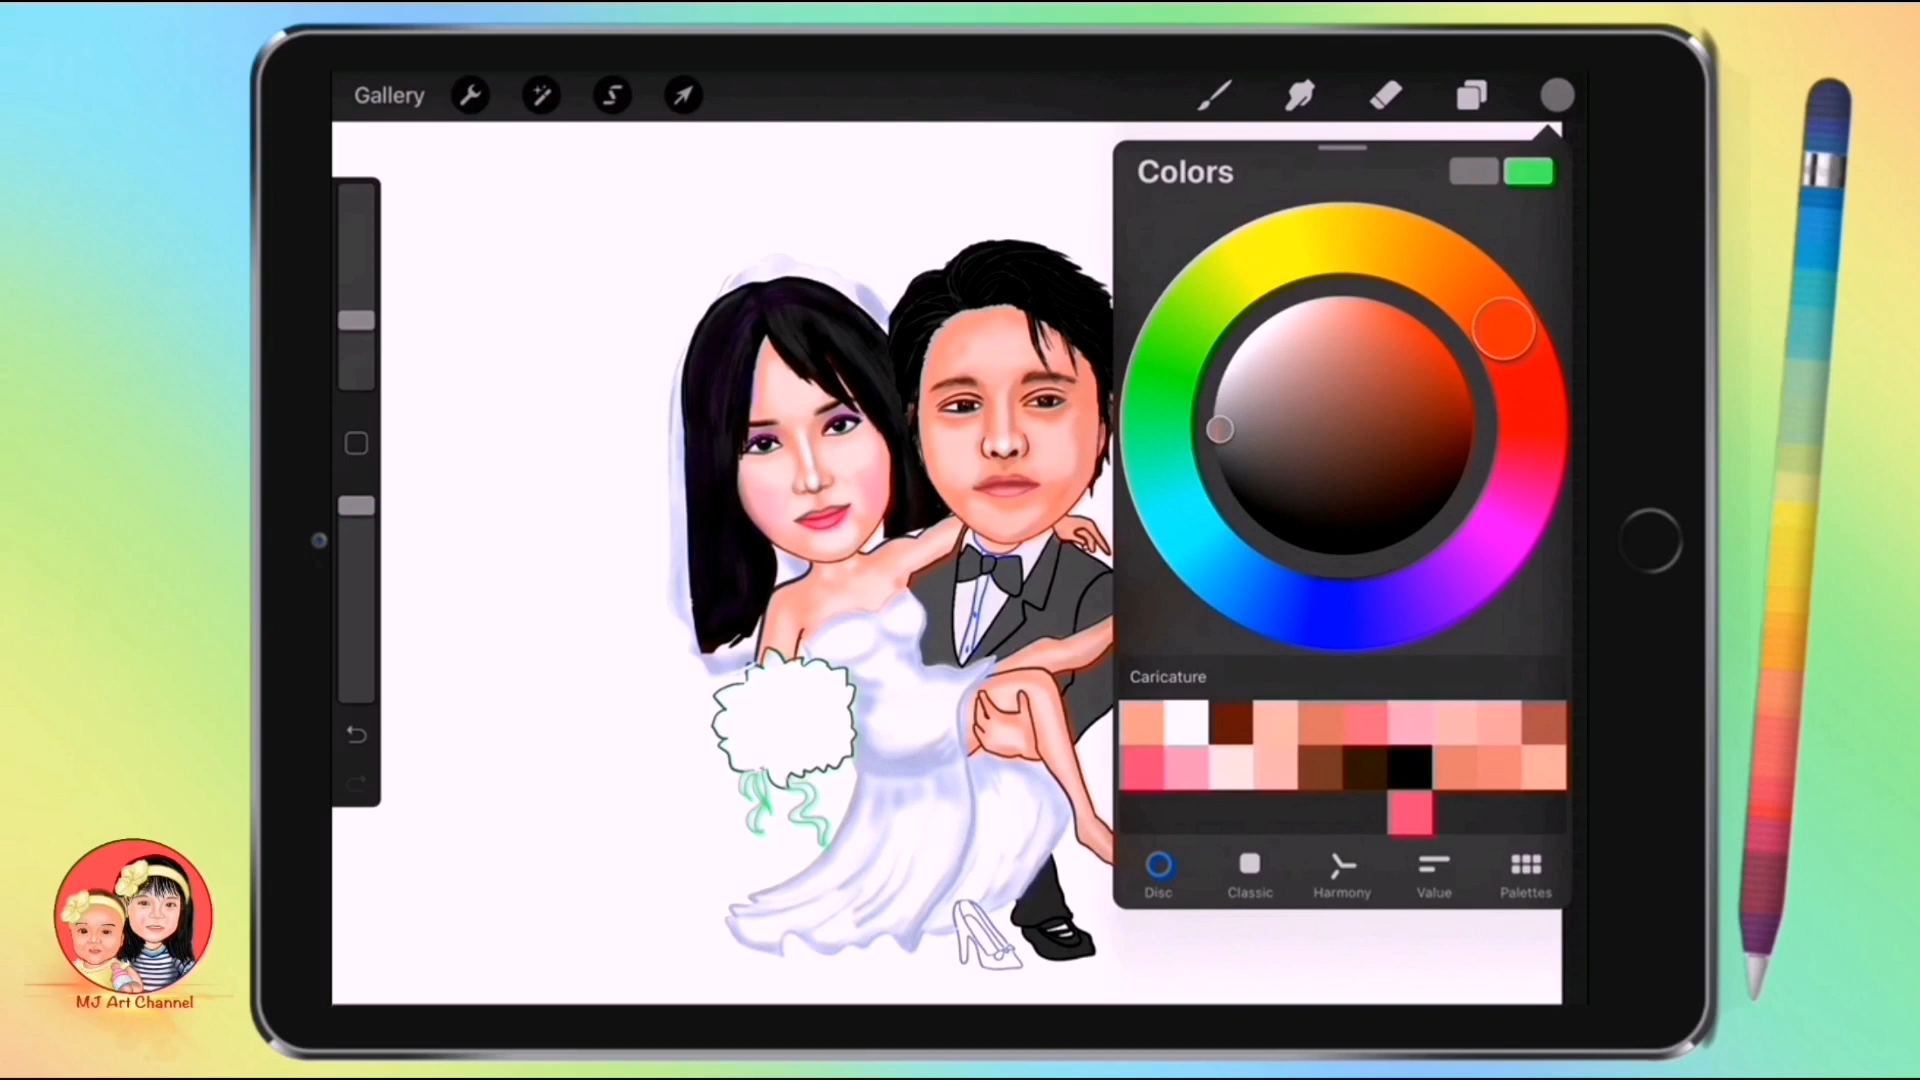 Gallery
Colors
Caricature
Disc
Classic
Harmony
Value
Palettes
MJ Art Channel